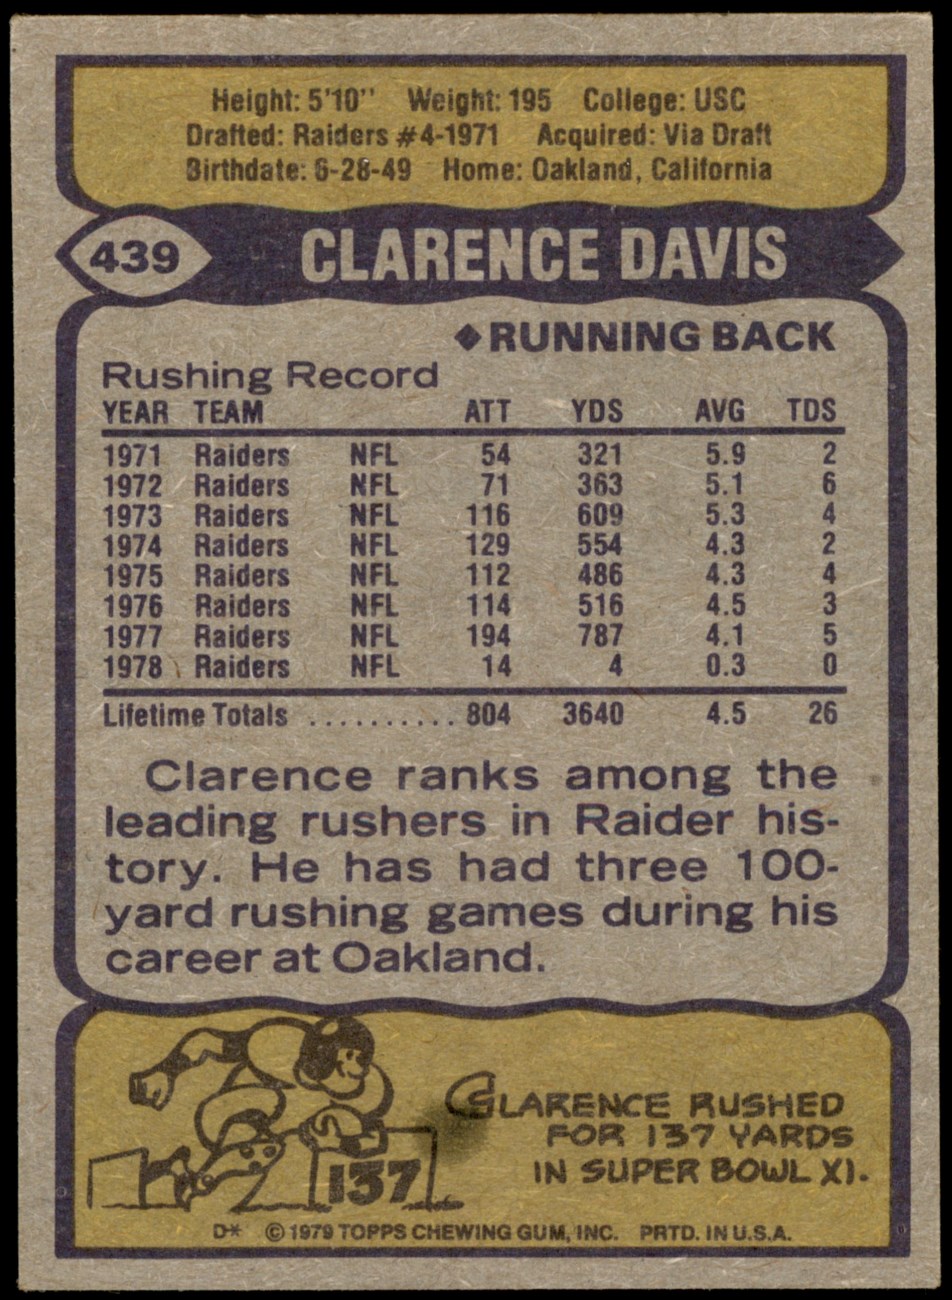 Height: 5'10" Weight: 195 College: USC
Drafted: Raiders #4-1971 Acquired: Via Draft
Birthdate: 6-28-49 Home: Oakland, California
439 CLARENCE DAVIS
◆RUNNING BACK
Rushing Record
YEAR TEAM ATT YDS AVG TDS
1971 Raiders NFL 54 321 5.9 2
1972 Raiders NFL 71 363 5.1 6
1973 Raiders NFL 116 609 5.3 4
1974 Raiders NFL 129 554 4.3 2
1975 Raiders NFL 112 486 4.3 4
1976 Raiders NFL 114 516 4.5 3
1977 Raiders NFL 194 787 4.1 5
1978 Raiders NFL 14 4 0.3 0
Lifetime Totals .......... 804 3640 4.5 26
Clarence ranks among the
leading rushers in Raider his-
tory. He has had three 100-
yard rushing games during his
career at Oakland.
CLARENCE RUSHED
FOR 137 YARDS
IN SUPER BOWL XI.
137
D* © 1979 TOPPS CHEWING GUM, INC. PRTD. IN U.S.A.